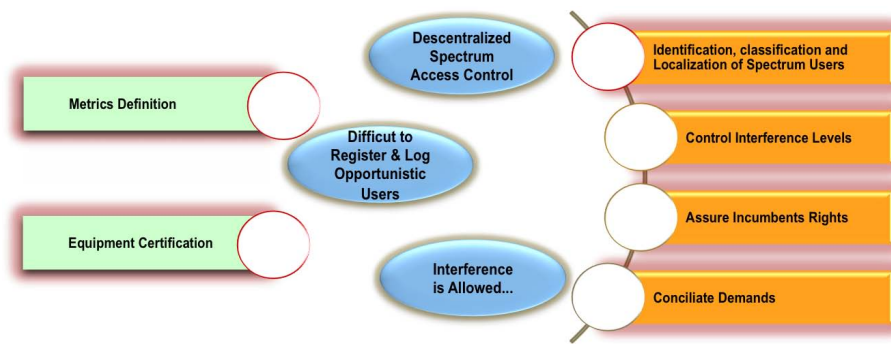 Metrics Definition
Equipment Certification
Descentralized
Spectrum
Access Control
Difficut to
Register & Log
Opportunistic
Users
Interference
is Allowed...
Identification, classification and
Localization of Spectrum Users
Control Interference Levels
Assure Incumbents Rights
Conciliate Demands